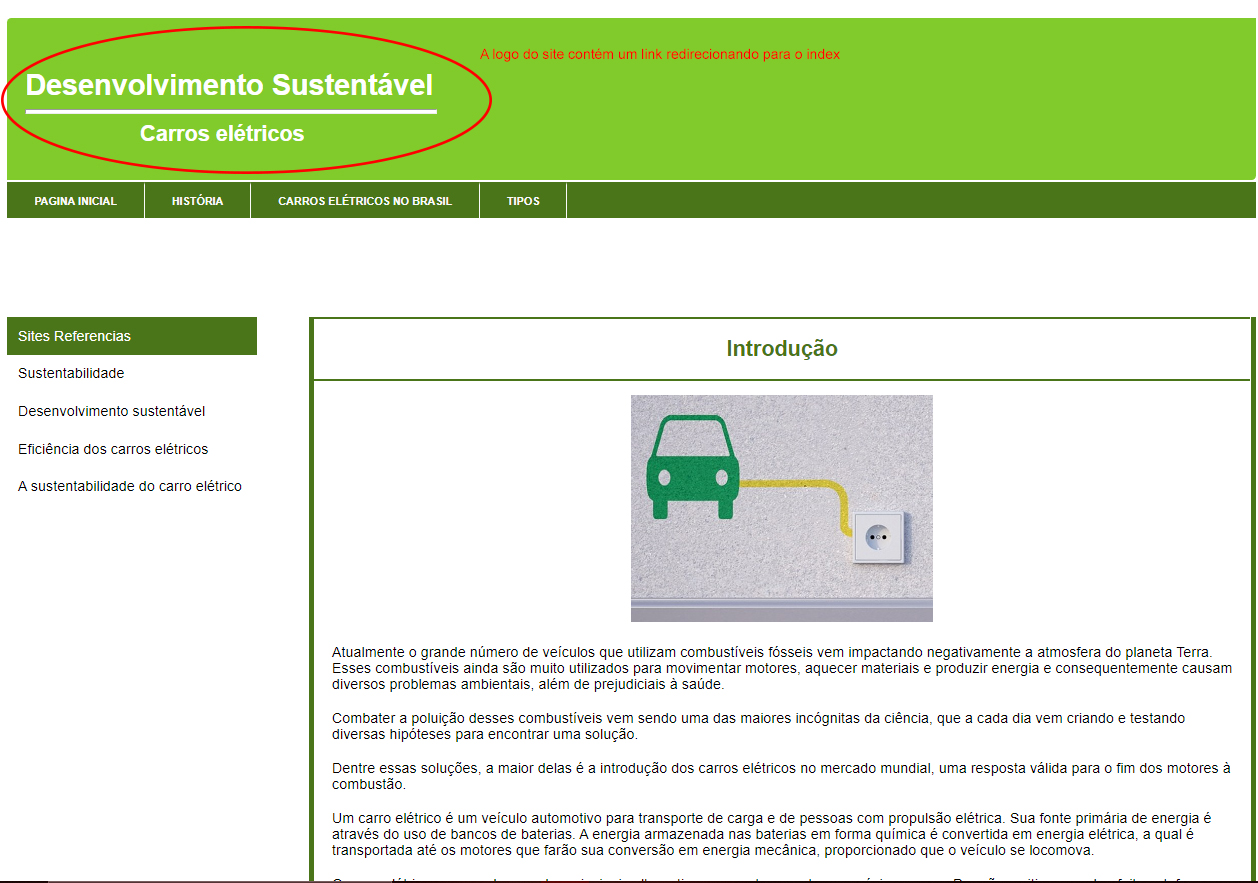 A logo do site contém um link redirecionando para o index
Desenvolvimento Sustentável
Carros elétricos
PAGINA INICIAL
HISTÓRIA
CARROS ELÉTRICOS NO BRASIL
TIPOS
Sites Referencias
Sustentabilidade
Desenvolvimento sustentável
Eficiência dos carros elétricos
A sustentabilidade do carro elétrico
Introdução
Atualmente o grande número de veículos que utilizam combustíveis fósseis vem impactando negativamente a atmosfera do planeta Terra.
Esses combustíveis ainda são muito utilizados para movimentar motores, aquecer materiais e produzir energia e consequentemente causam
diversos problemas ambientais, além de prejudiciais à saúde.
Combater a poluição desses combustíveis vem sendo uma das maiores incógnitas da ciência, que a cada dia vem criando e testando
diversas hipóteses para encontrar uma solução.
Dentre essas soluções, a maior delas é a introdução dos carros elétricos no mercado mundial, uma resposta válida para o fim dos motores à
combustão.
Um carro elétrico é um veículo automotivo para transporte de carga e de pessoas com propulsão elétrica. Sua fonte primária de energia é
através do uso de bancos de baterias. A energia armazenada nas baterias em forma química é convertida em energia elétrica, a qual é
transportada até os motores que farão sua conversão em energia mecânica, proporcionado que o veículo se locomova.